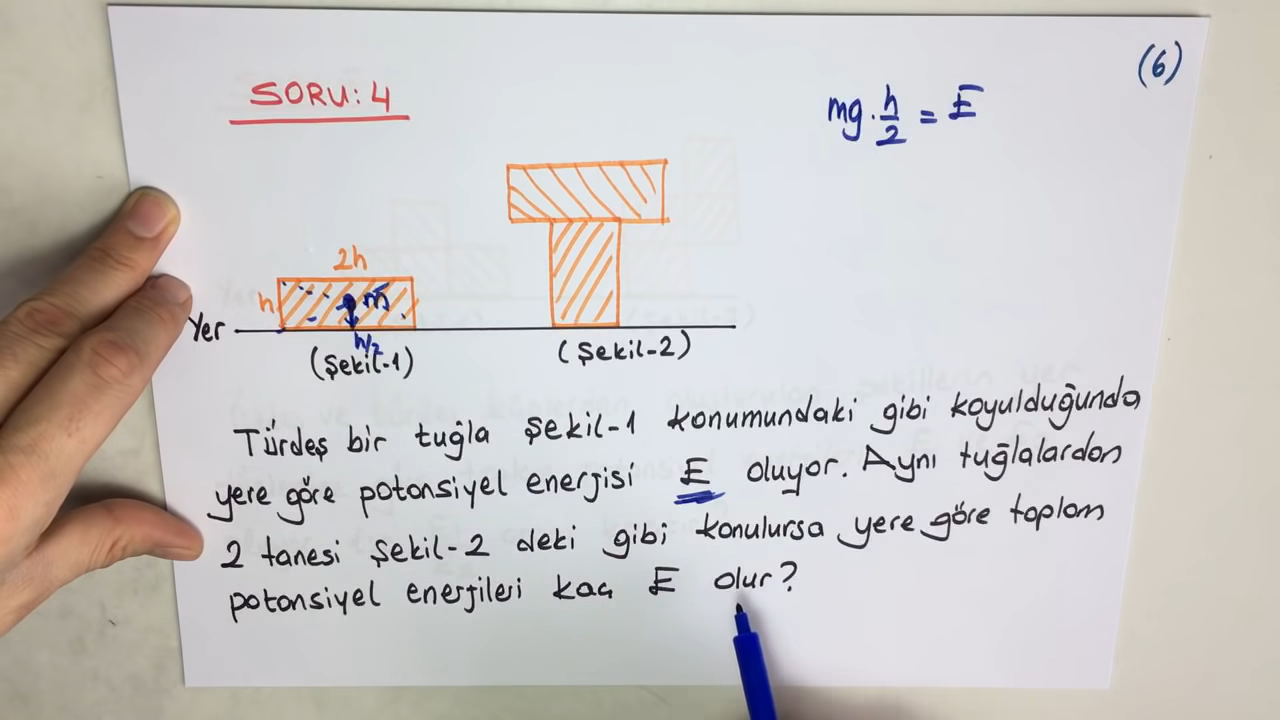 (6)
SORU: 4
mg.h/2 = E
2h
h
m
h/2
Yer
(Şekil-1)
(Şekil-2)
Türdeş bir tuğla Şekil-1 konumundaki gibi koyulduğunda
yere göre potansiyel enerjisi E oluyor. Aynı tuğlalardan
2 tanesi Şekil-2 deki gibi konulursa yere göre toplam
potansiyel enerjileri kaç E olur?